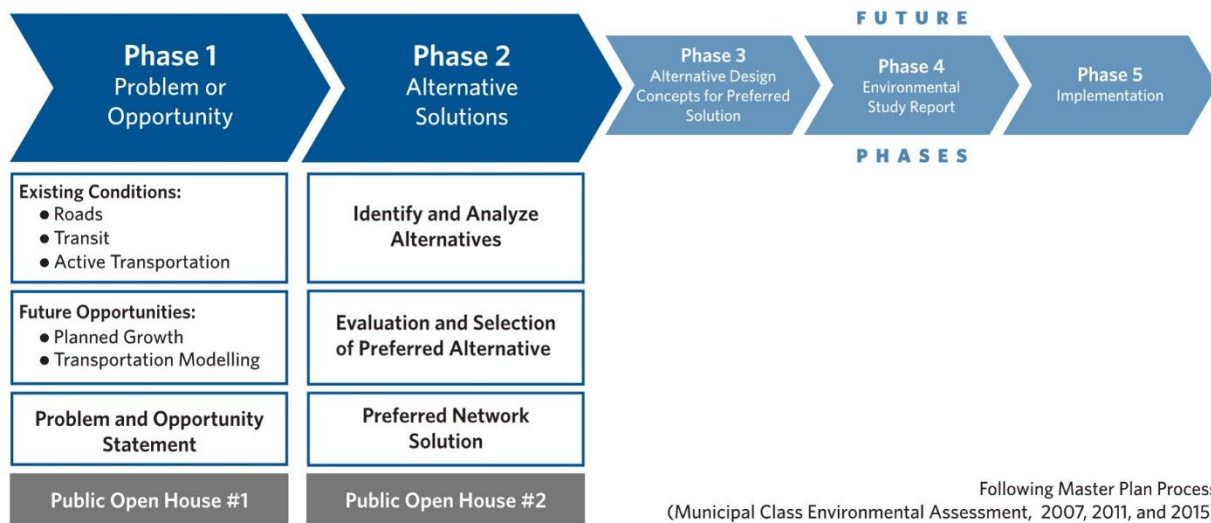 FUTURE
Phase 1
Problem or
Opportunity
Phase 2
Alternative
Solutions
Phase 3
Alternative Design
Concepts for Preferred
Solution
Phase 4
Environmental
Study Report
Phase 5
Implementation
PHASES
Existing Conditions:
● Roads
● Transit
● Active Transportation
Future Opportunities:
● Planned Growth
● Transportation Modelling
Problem and Opportunity
Statement
Public Open House #1
Identify and Analyze
Alternatives
Evaluation and Selection
of Preferred Alternative
Preferred Network
Solution
Public Open House #2
Following Master Plan Process
(Municipal Class Environmental Assessment, 2007, 2011, and 2015